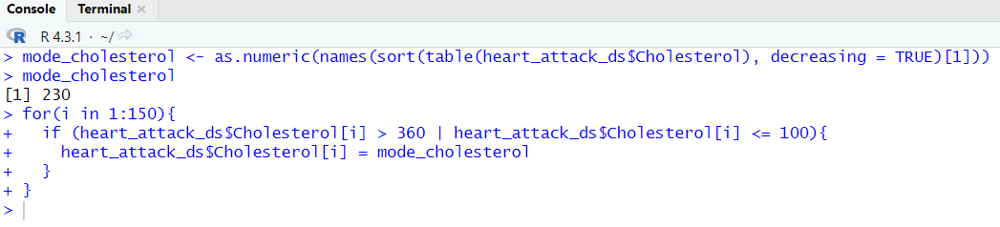 Console Terminal ×
R R 4.3.1 · ~/
> mode_cholesterol <- as.numeric(names(sort(table(heart_attack_ds$Cholesterol), decreasing = TRUE)[1]))
> mode_cholesterol
[1] 230
> for(i in 1:150){
+   if (heart_attack_ds$Cholesterol[i] > 360 | heart_attack_ds$Cholesterol[i] <= 100){
+     heart_attack_ds$Cholesterol[i] = mode_cholesterol
+   }
+ }
>